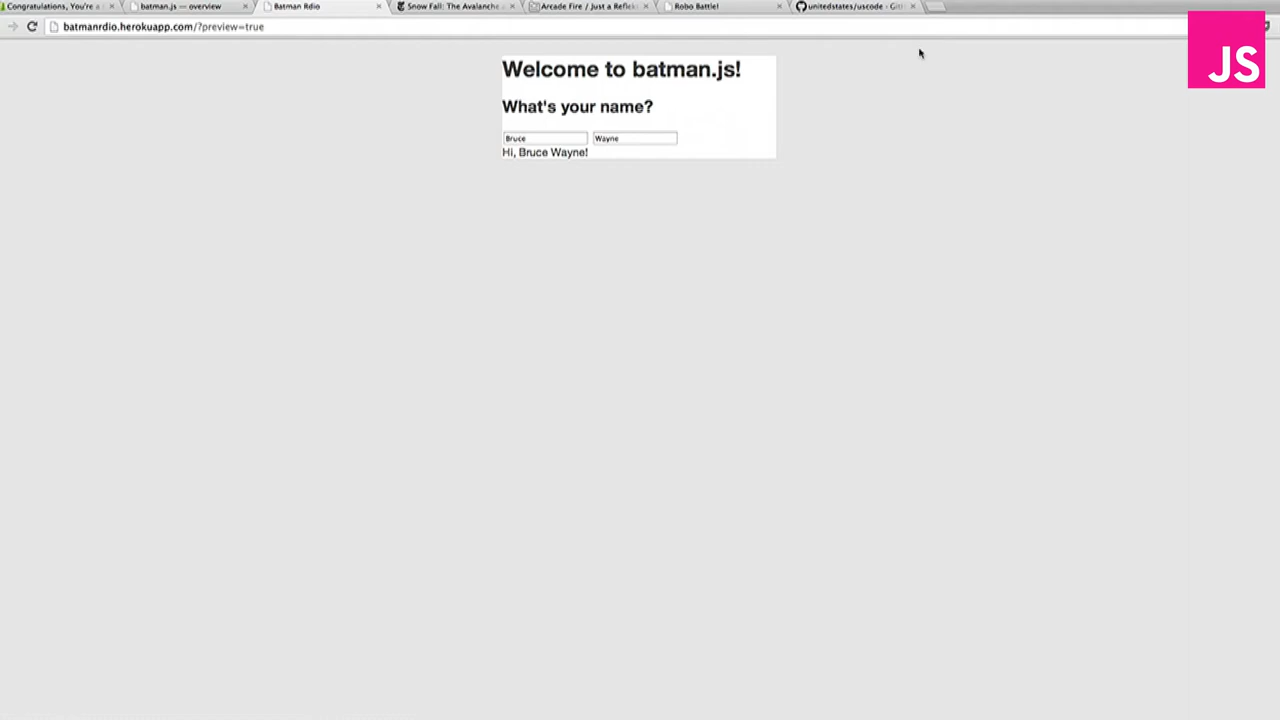 Congratulations, You're a
batman.js — overview
Batman Rdio
Snow Fall: The Avalanche
Arcade Fire / Just a Reflek
Robo Battle!
unitedstates/uscode · Git
batmanrdio.herokuapp.com/?preview=true
JS
Welcome to batman.js!
What's your name?
Bruce Wayne
Hi, Bruce Wayne!